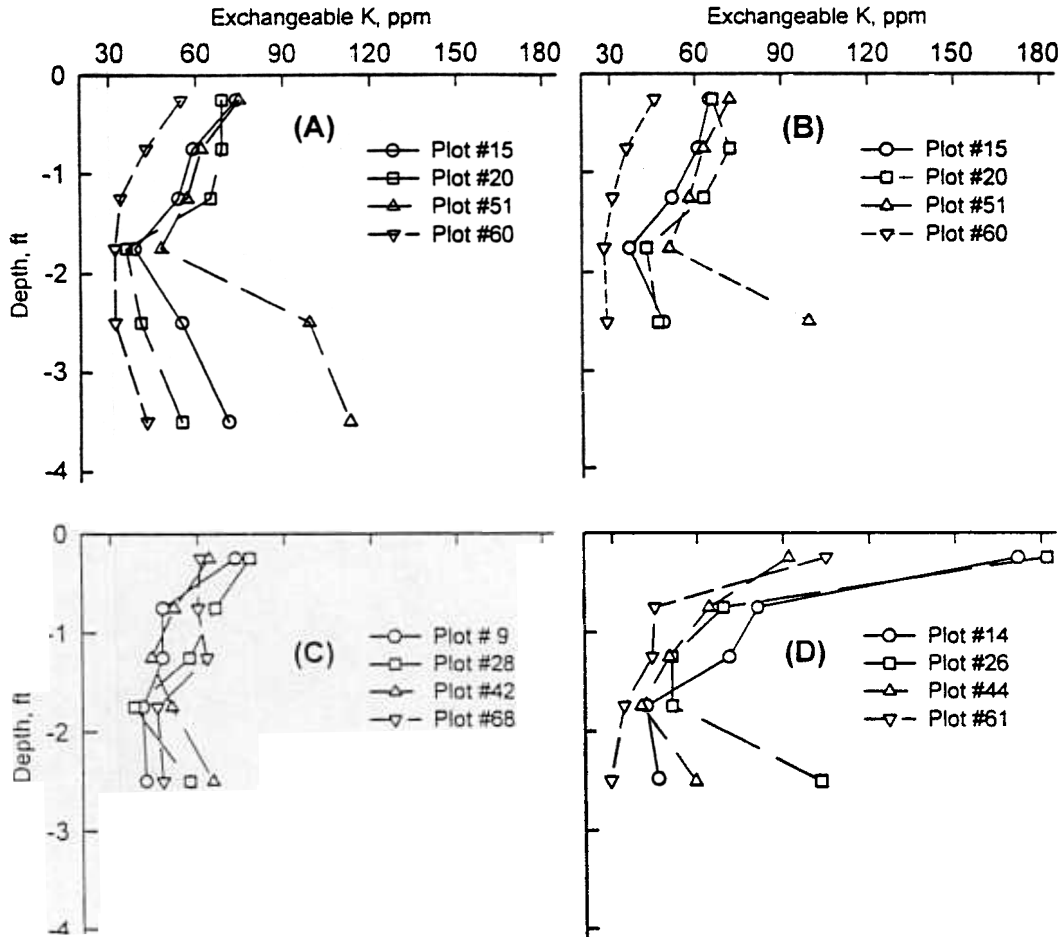 Exchangeable K, ppm
30 60 90 120 150 180
Exchangeable K, ppm
30 60 90 120 150 180
0
-1
-2
-3
-4
Depth, ft
(A)
Plot #15
Plot #20
Plot #51
Plot #60
(B)
Plot #15
Plot #20
Plot #51
Plot #60
0
-1
-2
-3
-4
Depth, ft
(C)
Plot # 9
Plot #28
Plot #42
Plot #68
(D)
Plot #14
Plot #26
Plot #44
Plot #61